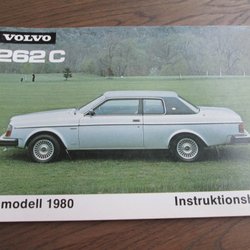 VOLVO
262 C
modell 1980
Instruktionsb